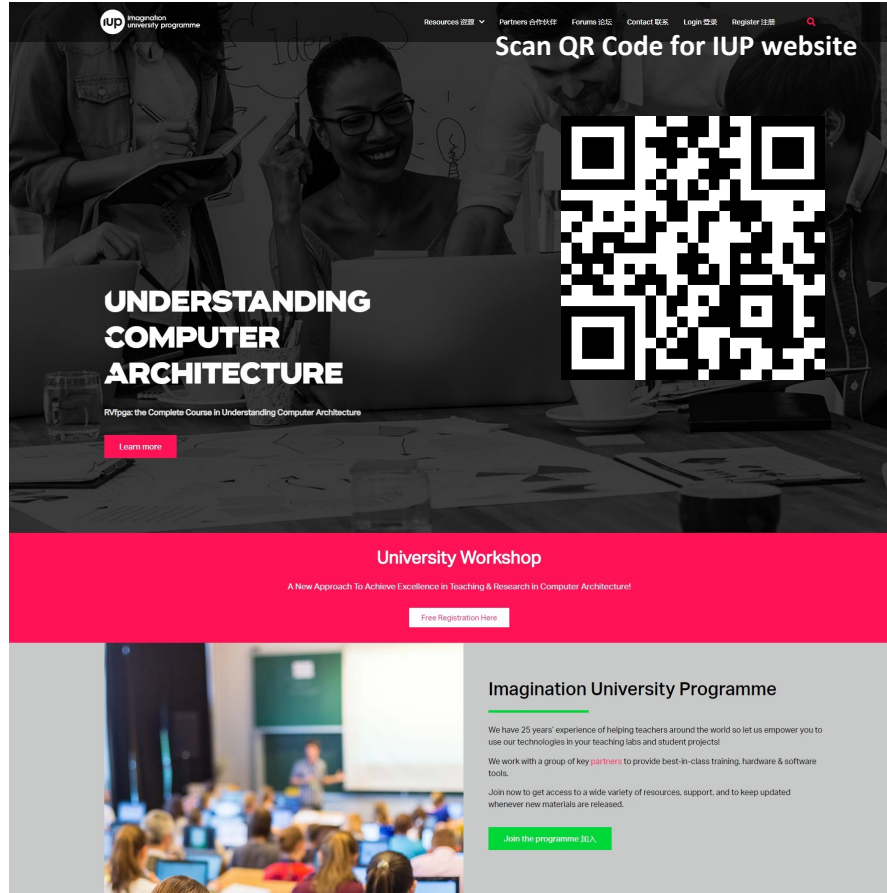 iup imagination
university programme
Resources 资源 Partners 合作伙伴 Forums 论坛 Contact 联系 Login 登录 Register 注册
Scan QR Code for IUP website
Ideas
UNDERSTANDING
COMPUTER
ARCHITECTURE
RVfpga: the Complete Course in Understanding Computer Architecture
Learn more
University Workshop
A New Approach To Achieve Excellence in Teaching & Research in Computer Architecture!
Free Registration Here
Imagination University Programme
We have 25 years' experience of helping teachers around the world so let us empower you to
use our technologies in your teaching labs and student projects!
We work with a group of key partners to provide best-in-class training, hardware & software
tools.
Join now to get access to a wide variety of resources, support, and to keep updated
whenever new materials are released.
Join the programme 加入